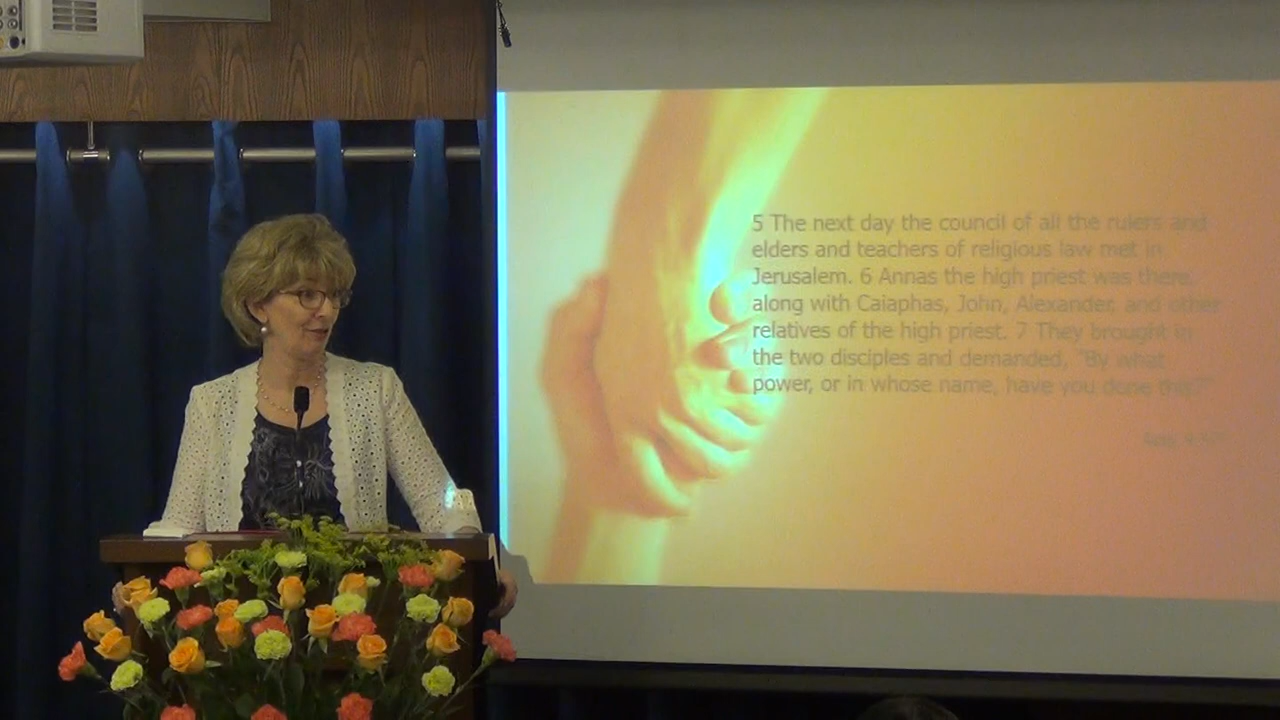 5 The next day the council of all the rulers and
elders and teachers of religious law met in
Jerusalem. 6 Annas the high priest was there,
along with Caiaphas, John, Alexander, and other
relatives of the high priest. 7 They brought in
the two disciples and demanded, "By what
power, or in whose name, have you done this?"